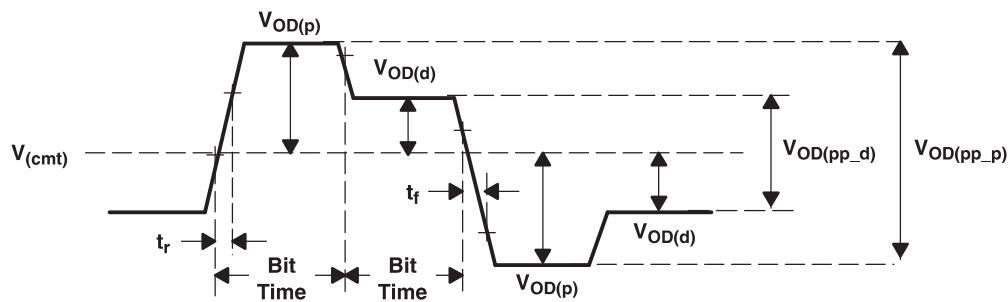 VOD(p)
VOD(d)
V(cmt)
VOD(pp_d)
VOD(pp_p)
tf
tr
VOD(d)
Bit
Time
Bit
Time
VOD(p)